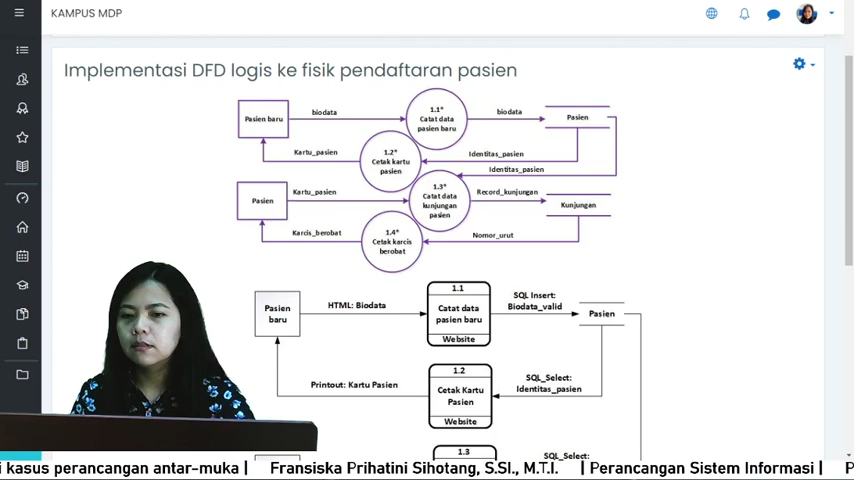 KAMPUS MDP
Implementasi DFD logis ke fisik pendaftaran pasien
Pasien baru
biodata
1.1*
Catat data
pasien baru
biodata
Pasien
Kartu_pasien
1.2*
Cetak kartu
pasien
Identitas_pasien
Identitas_pasien
Pasien
Kartu_pasien
1.3*
Catat data
kunjungan
pasien
Record_kunjungan
Kunjungan
Karcis_berobat
1.4*
Cetak karcis
berobat
Nomor_urut
Pasien
baru
HTML: Biodata
1.1
Catat data
pasien baru
Website
SQL Insert:
Biodata_valid
Pasien
Printout: Kartu Pasien
1.2
Cetak Kartu
Pasien
Website
SQL_Select:
Identitas_pasien
1.3
SQL_Select:
i kasus perancangan antar-muka | Fransiska Prihatini Sihotang, S.SI., M.T.I. | Perancangan Sistem Informasi | P